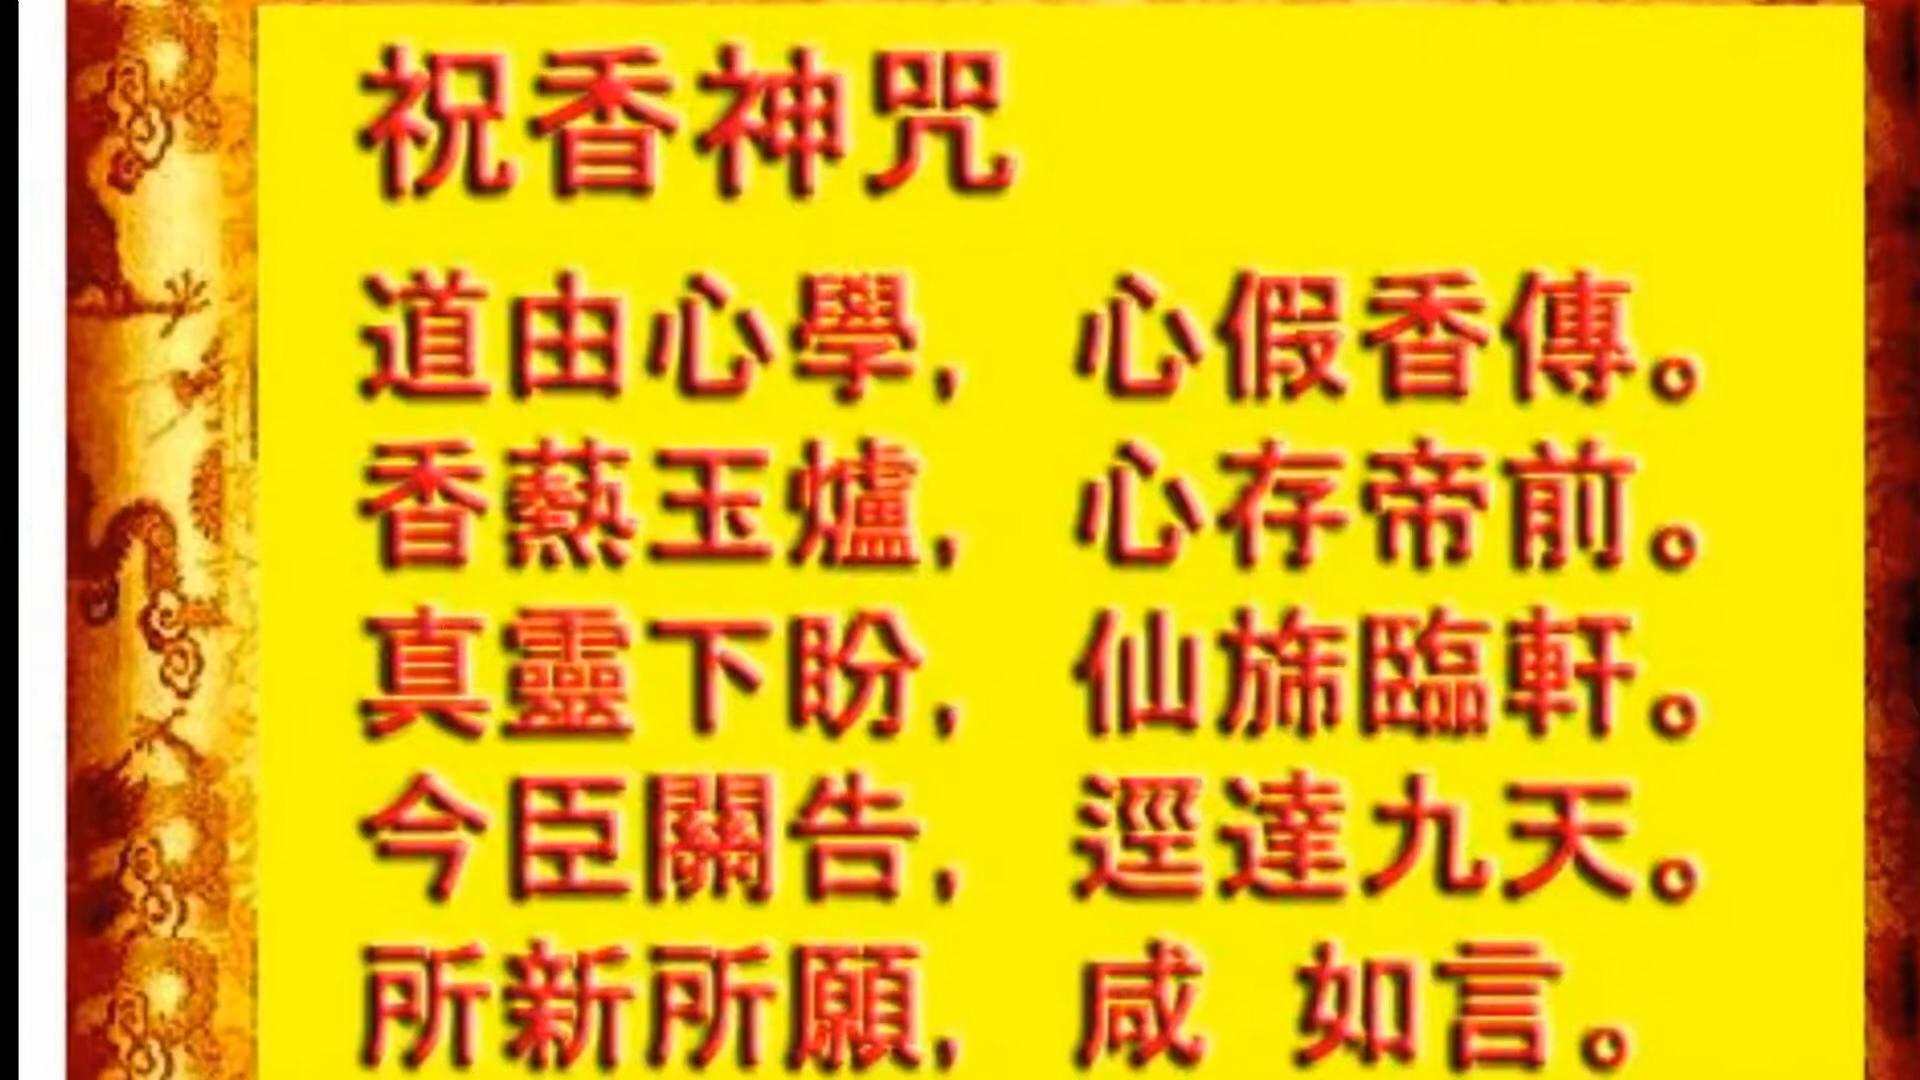 祝香神咒
道由心學, 心假香傳。
香爇玉爐, 心存帝前。
真靈下盼, 仙旆臨軒。
今臣關告, 逕達九天。
所新所願, 咸 如言。